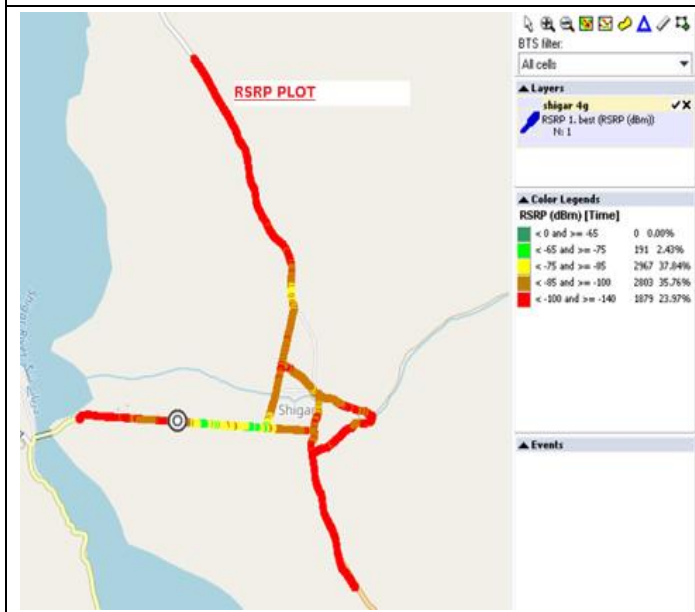 RSRP PLOT
Shigar
BTS filter:
All cells
Layers
shigar 4g
RSRP 1. best (RSRP (dBm))
N: 1
Color Legends
RSRP (dBm) [Time]
< 0 and >= -65 0 0.00%
< -65 and >= -75 191 2.43%
< -75 and >= -85 2967 37.84%
< -85 and >= -100 2803 35.76%
< -100 and >= -140 1879 23.97%
Events